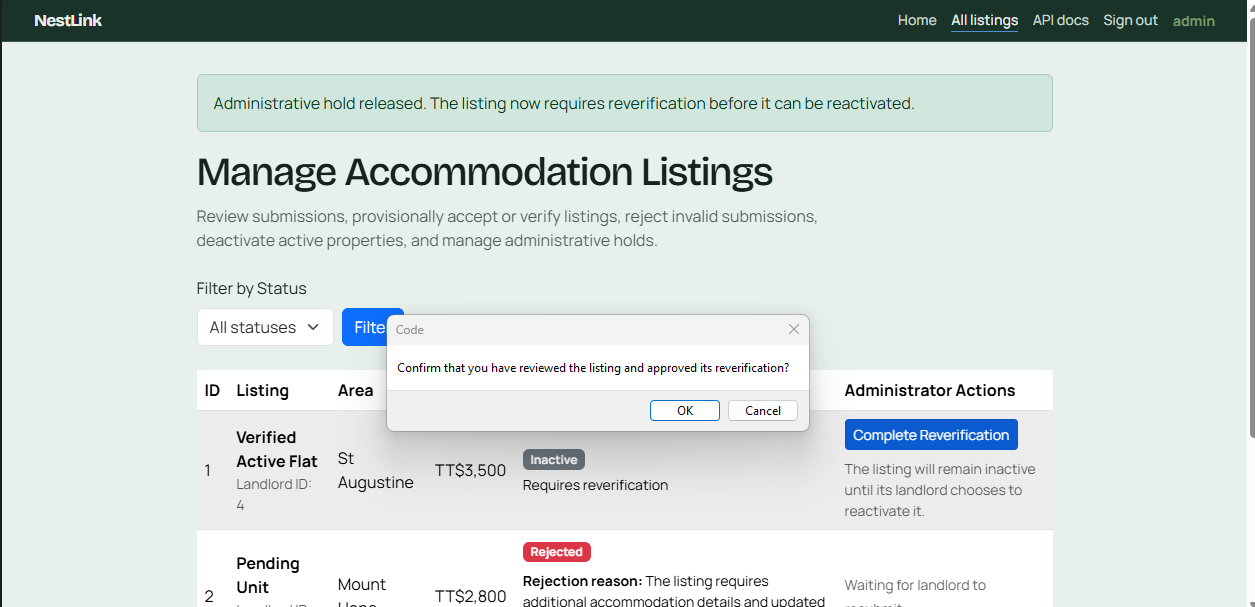 NestLink
Home All listings API docs Sign out admin
Administrative hold released. The listing now requires reverification before it can be reactivated.
Manage Accommodation Listings
Review submissions, provisionally accept or verify listings, reject invalid submissions,
deactivate active properties, and manage administrative holds.
Filter by Status
All statuses
Code
Confirm that you have reviewed the listing and approved its reverification?
OK Cancel
ID Listing Area Administrator Actions
1
Verified
Active Flat
Landlord ID:
4
St
Augustine
TT$3,500
Inactive
Requires reverification
Complete Reverification
The listing will remain inactive
until its landlord chooses to
reactivate it.
2
Pending
Unit
Mount
TT$2,800
Rejected
Rejection reason: The listing requires
additional accommodation details and updated
Waiting for landlord to